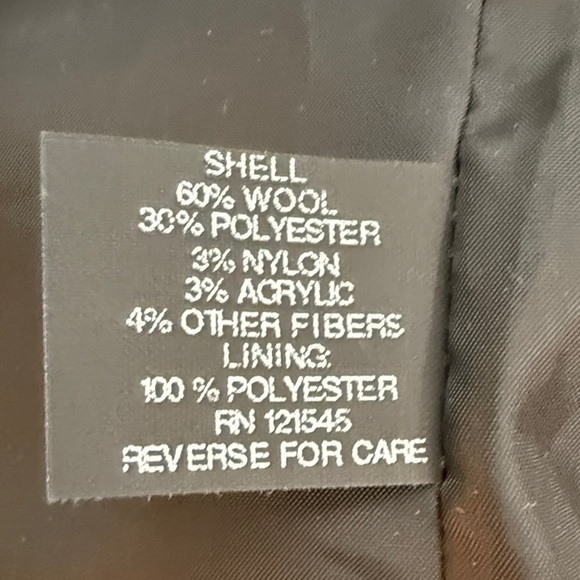 SHELL
60% WOOL
30% POLYESTER
3% NYLON
3% ACRYLIC
4% OTHER FIBERS
LINING:
100 % POLYESTER
RN 121545
REVERSE FOR CARE